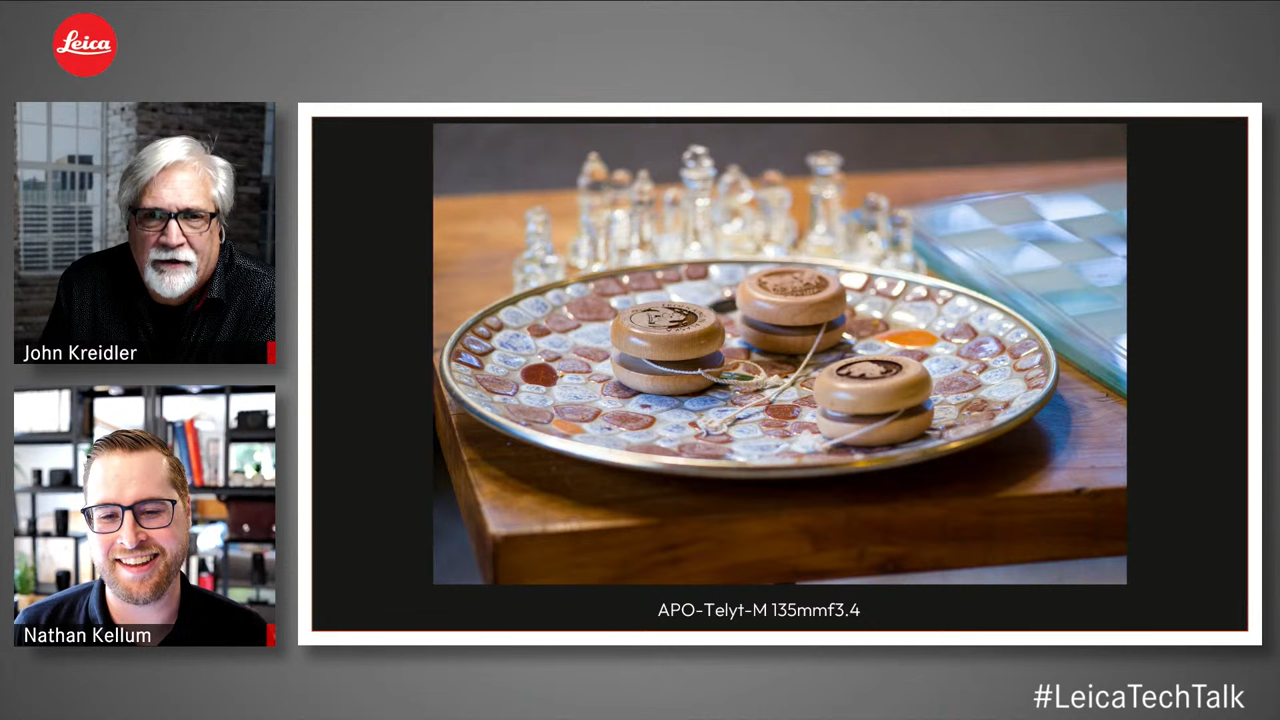 Leica
John Kreidler
Nathan Kellum
APO-Telyt-M 135mmf3.4
#LeicaTechTalk